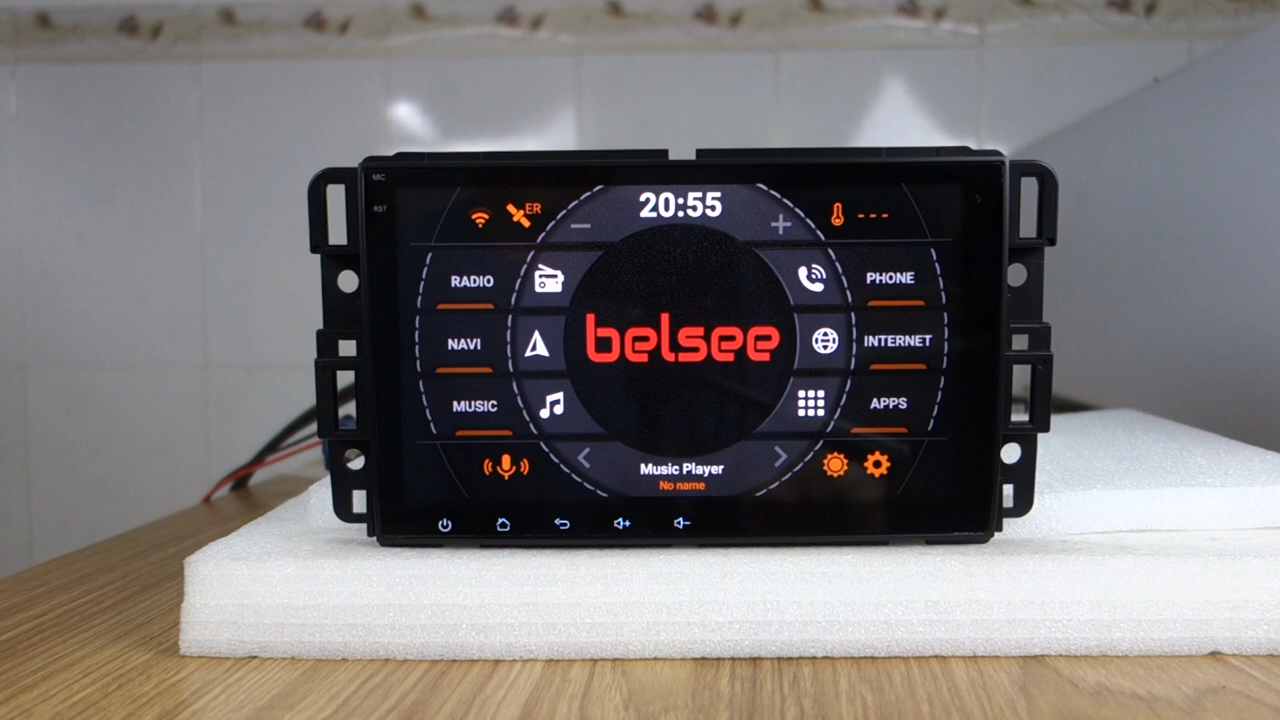 MIC
RST
20:55
ER
- - -
RADIO
PHONE
NAVI
belsee
INTERNET
MUSIC
APPS
Music Player
No name